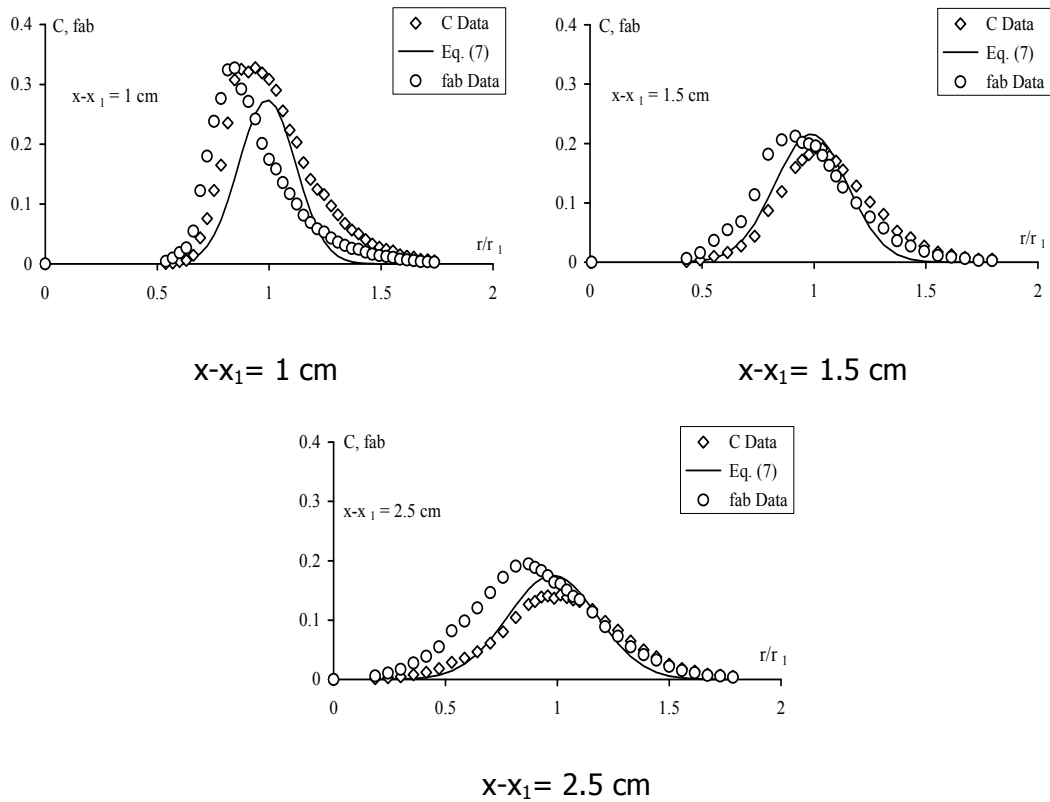 C, fab
C Data
Eq. (7)
fab Data
x-x 1 = 1 cm
r/r 1
0.4
0.3
0.2
0.1
0
0 0.5 1 1.5 2
x-x1= 1 cm
C, fab
C Data
Eq. (7)
fab Data
x-x 1 = 1.5 cm
r/r 1
0.4
0.3
0.2
0.1
0
0 0.5 1 1.5 2
x-x1= 1.5 cm
C, fab
C Data
Eq. (7)
fab Data
x-x 1 = 2.5 cm
r/r 1
0.4
0.3
0.2
0.1
0
0 0.5 1 1.5 2
x-x1= 2.5 cm